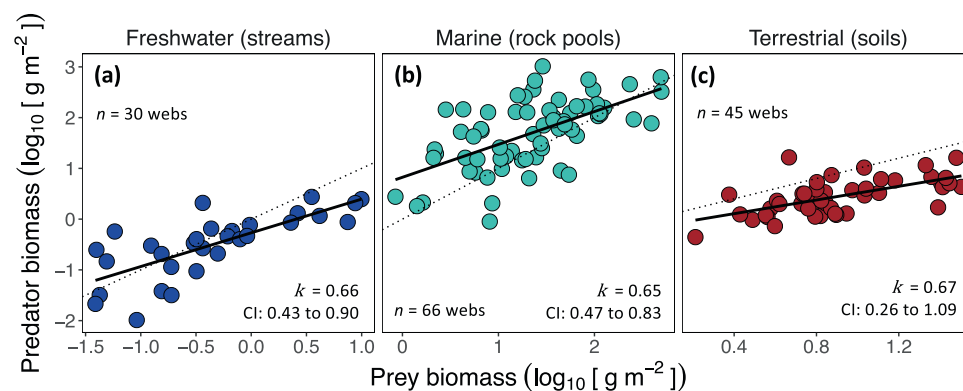 Freshwater (streams)
Marine (rock pools)
Terrestrial (soils)
Predator biomass (log10 [ g m−2 ])
3
2
1
0
-1
-2
(a)
n = 30 webs
k = 0.66
CI: 0.43 to 0.90
(b)
n = 66 webs
k = 0.65
CI: 0.47 to 0.83
(c)
n = 45 webs
k = 0.67
CI: 0.26 to 1.09
-1.5 -1.0 -0.5 0.0 0.5 1.0
0 1 2
0.4 0.8 1.2
Prey biomass (log10 [ g m−2 ])